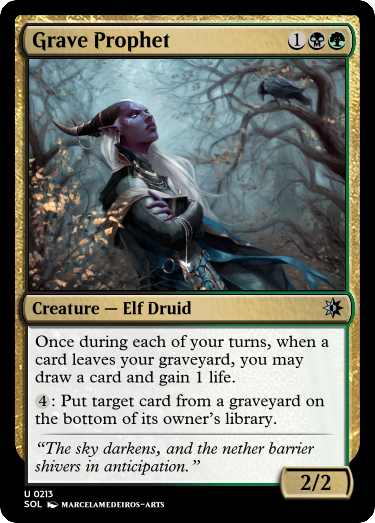 Grave Prophet 1
Creature — Elf Druid
Once during each of your turns, when a
card leaves your graveyard, you may
draw a card and gain 1 life.
4 : Put target card from a graveyard on
the bottom of its owner's library.
“The sky darkens, and the nether barrier
shivers in anticipation.”
2/2
U 0213
SOL MARCELAMEDEIROS-ARTS